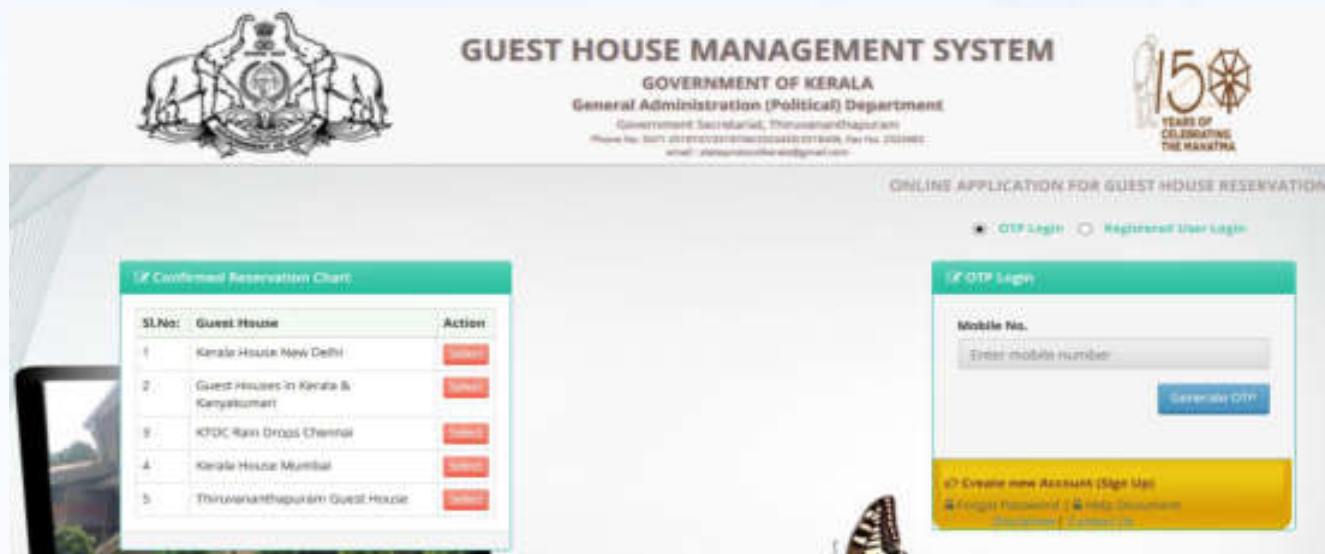 GUEST HOUSE MANAGEMENT SYSTEM
GOVERNMENT OF KERALA
General Administration (Political) Department
Government Secretariat, Thiruvananthapuram
150
YEARS OF
CELEBRATING
THE MAHATMA
ONLINE APPLICATION FOR GUEST HOUSE RESERVATION
OTP Login Registered User Login
Confirmed Reservation Chart
Sl.No: Guest House Action
1 Kerala House New Delhi Select
2 Guest Houses in Kerala &
Kanyakumari Select
3 KTDC Rain Drops Chennai Select
4 Kerala House Mumbai Select
5 Thiruvananthapuram Guest House Select
OTP Login
Mobile No.
Enter mobile number
Generate OTP
Create new Account (Sign Up)
Forgot Password | Help Document
Disclaimer | Contact Us